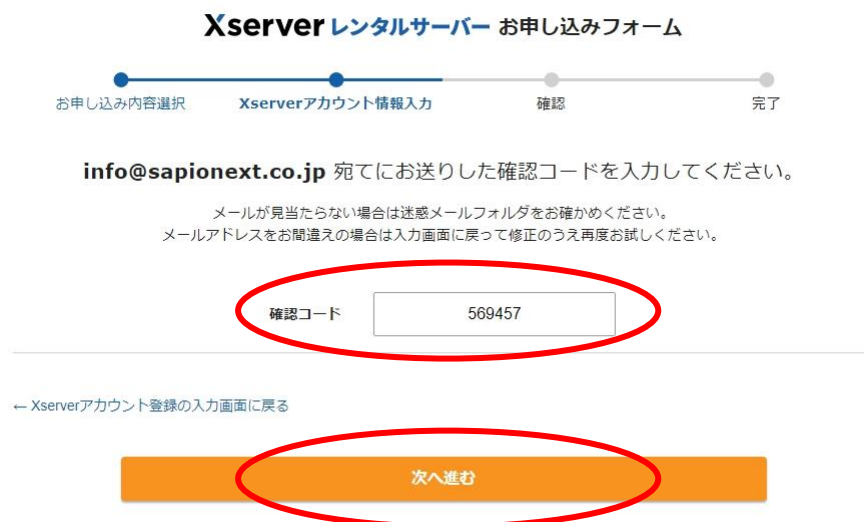 Xserver レンタルサーバー お申し込みフォーム
お申し込み内容選択 Xserverアカウント情報入力 確認 完了
info@sapionext.co.jp 宛てにお送りした確認コードを入力してください。
メールが見当たらない場合は迷惑メールフォルダをお確かめください。
メールアドレスをお間違えの場合は入力画面に戻って修正のうえ再度お試しください。
確認コード 569457
← Xserverアカウント登録の入力画面に戻る
次へ進む